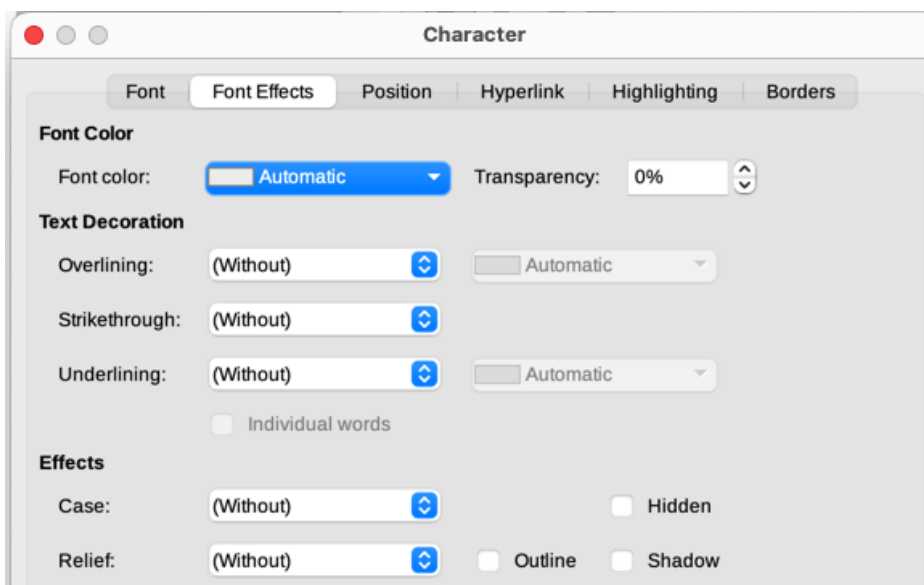 Character
Font Font Effects Position Hyperlink Highlighting Borders
Font Color
Font color: Automatic Transparency: 0%
Text Decoration
Overlining: (Without) Automatic
Strikethrough: (Without)
Underlining: (Without) Automatic
Individual words
Effects
Case: (Without) Hidden
Relief: (Without) Outline Shadow